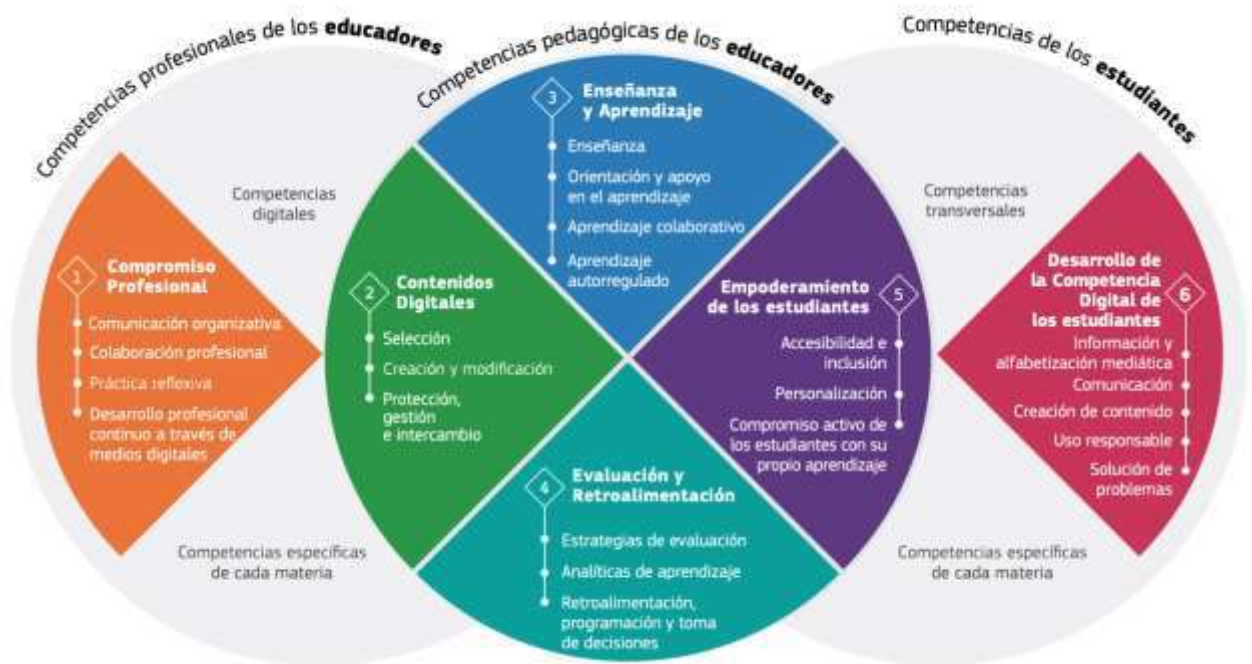 Competencias profesionales de los educadores
Competencias pedagógicas de los educadores
Competencias de los estudiantes
Competencias
digitales
1
Compromiso
Profesional
Comunicación organizativa
Colaboración profesional
Práctica reflexiva
Desarrollo profesional
continuo a través de
medios digitales
Competencias específicas
de cada materia
2
Contenidos
Digitales
Selección
Creación y modificación
Protección,
gestión
e intercambio
3
Enseñanza
y Aprendizaje
Enseñanza
Orientación y apoyo
en el aprendizaje
Aprendizaje colaborativo
Aprendizaje
autorregulado
4
Evaluación y
Retroalimentación
Estrategias de evaluación
Analíticas de aprendizaje
Retroalimentación,
programación y toma
de decisiones
Empoderamiento
de los estudiantes
5
Accesibilidad e
inclusión
Personalización
Compromiso activo de
los estudiantes con su
propio aprendizaje
Competencias
transversales
Desarrollo de
la Competencia
Digital de
los estudiantes
6
Información y
alfabetización mediática
Comunicación
Creación de contenido
Uso responsable
Solución de
problemas
Competencias específicas
de cada materia